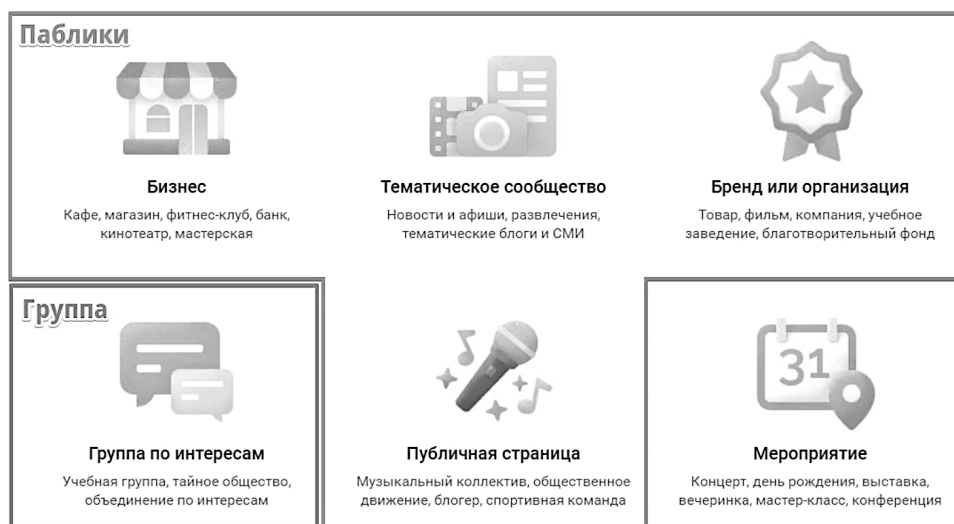 Паблики
Бизнес
Кафе, магазин, фитнес-клуб, банк,
кинотеатр, мастерская
Тематическое сообщество
Новости и афиши, развлечения,
тематические блоги и СМИ
Бренд или организация
Товар, фильм, компания, учебное
заведение, благотворительный фонд
Группа
Группа по интересам
Учебная группа, тайное общество,
объединение по интересам
Публичная страница
Музыкальный коллектив, общественное
движение, блогер, спортивная команда
31
Мероприятие
Концерт, день рождения, выставка,
вечеринка, мастер-класс, конференция